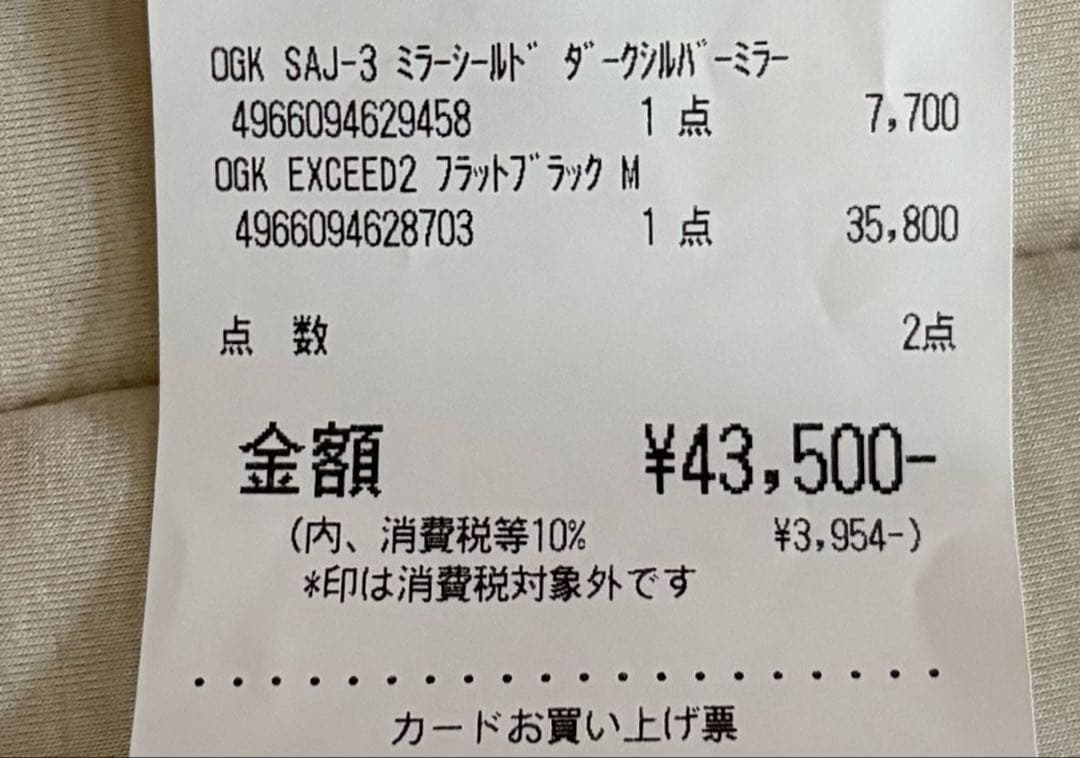 OGK SAJ-3 ﾐﾗｰｼｰﾙﾄﾞ ﾀﾞｰｸｼﾙﾊﾞｰﾐﾗｰ
4966094629458 1 点 7,700
OGK EXCEED2 ﾌﾗｯﾄﾌﾞﾗｯｸ M
4966094628703 1 点 35,800
点 数 2点
金額 ¥43,500-
(内、消費税等10% ¥3,954-)
*印は消費税対象外です
カードお買い上げ票